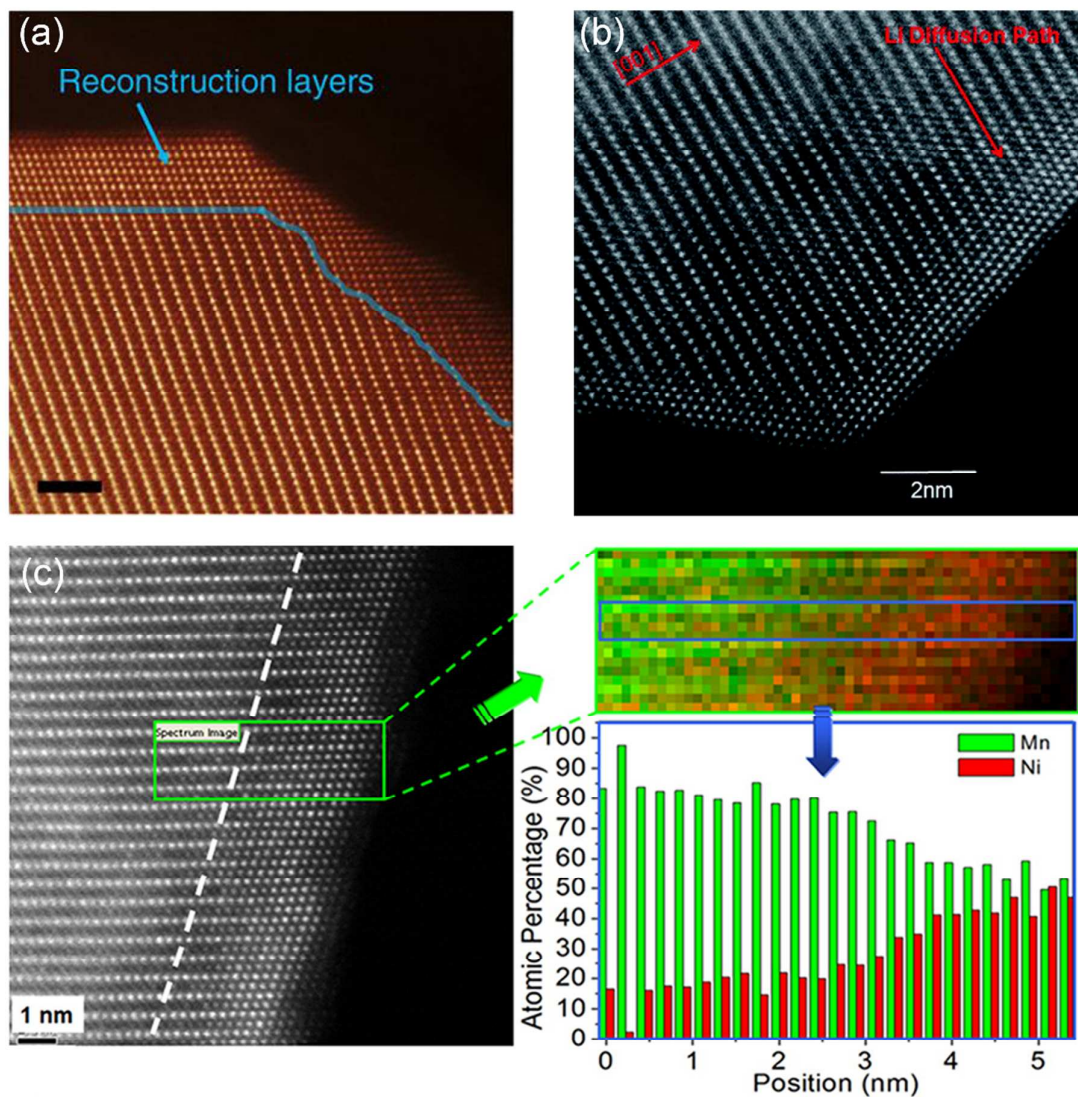 (a)
Reconstruction layers
(b)
[001]
Li Diffusion Path
2nm
(c)
Spectrum Image
1 nm
Mn
Ni
Atomic Percentage (%)
100
90
80
70
60
50
40
30
20
10
0
0 1 2 3 4 5
Position (nm)